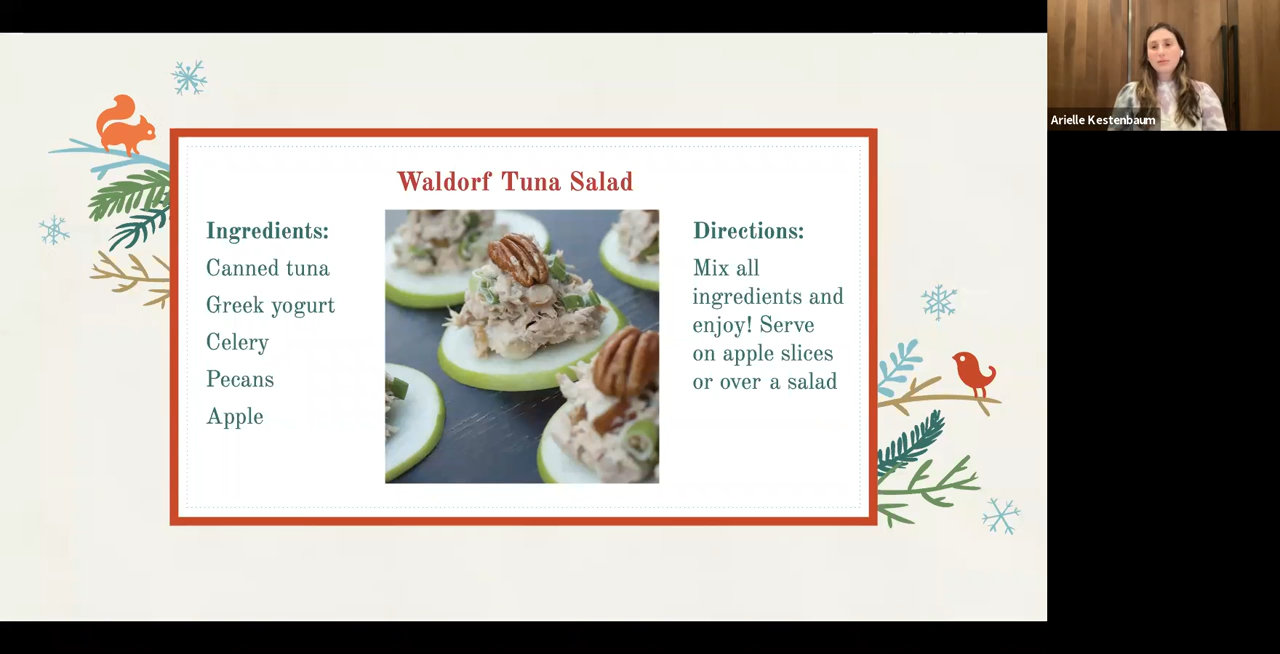 Waldorf Tuna Salad
Ingredients:
Canned tuna
Greek yogurt
Celery
Pecans
Apple
Directions:
Mix all
ingredients and
enjoy! Serve
on apple slices
or over a salad
Arielle Kestenbaum